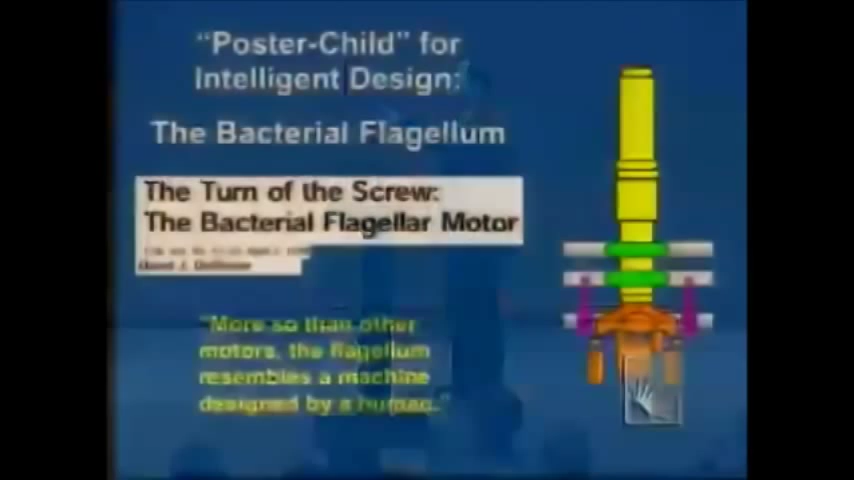 “Poster-Child” for
Intelligent Design:
The Bacterial Flagellum
The Turn of the Screw:
The Bacterial Flagellar Motor
"More so than other
motors, the flagellum
resembles a machine
designed by a human."